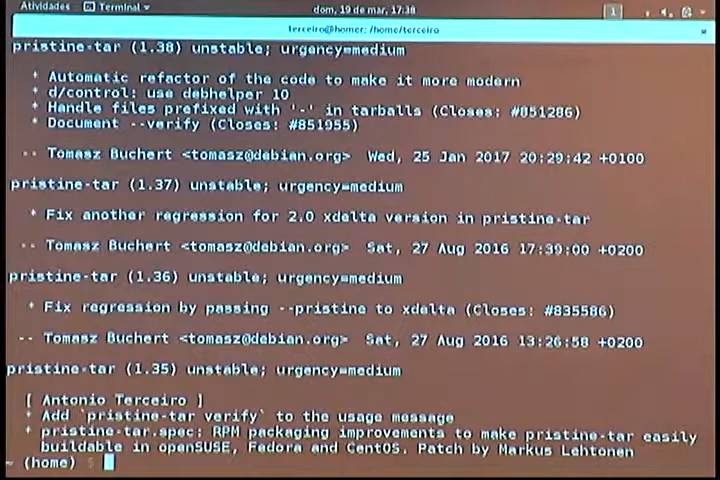 Atividades Terminal dom, 19 de mar, 17:38 1
terceiro@homer: /home/terceiro ×
pristine-tar (1.38) unstable; urgency=medium
* Automatic refactor of the code to make it more modern
* d/control: use debhelper 10
* Handle files prefixed with '-' in tarballs (Closes: #851286)
* Document --verify (Closes: #851955)
-- Tomasz Buchert <tomasz@debian.org>  Wed, 25 Jan 2017 20:29:42 +0100
pristine-tar (1.37) unstable; urgency=medium
* Fix another regression for 2.0 xdelta version in pristine-tar
-- Tomasz Buchert <tomasz@debian.org>  Sat, 27 Aug 2016 17:39:00 +0200
pristine-tar (1.36) unstable; urgency=medium
* Fix regression by passing --pristine to xdelta (Closes: #835586)
-- Tomasz Buchert <tomasz@debian.org>  Sat, 27 Aug 2016 13:26:58 +0200
pristine-tar (1.35) unstable; urgency=medium
[ Antonio Terceiro ]
* Add `pristine-tar verify` to the usage message
* pristine-tar.spec: RPM packaging improvements to make pristine-tar easily
buildable in openSUSE, Fedora and CentOS. Patch by Markus Lehtonen
~ (home) $